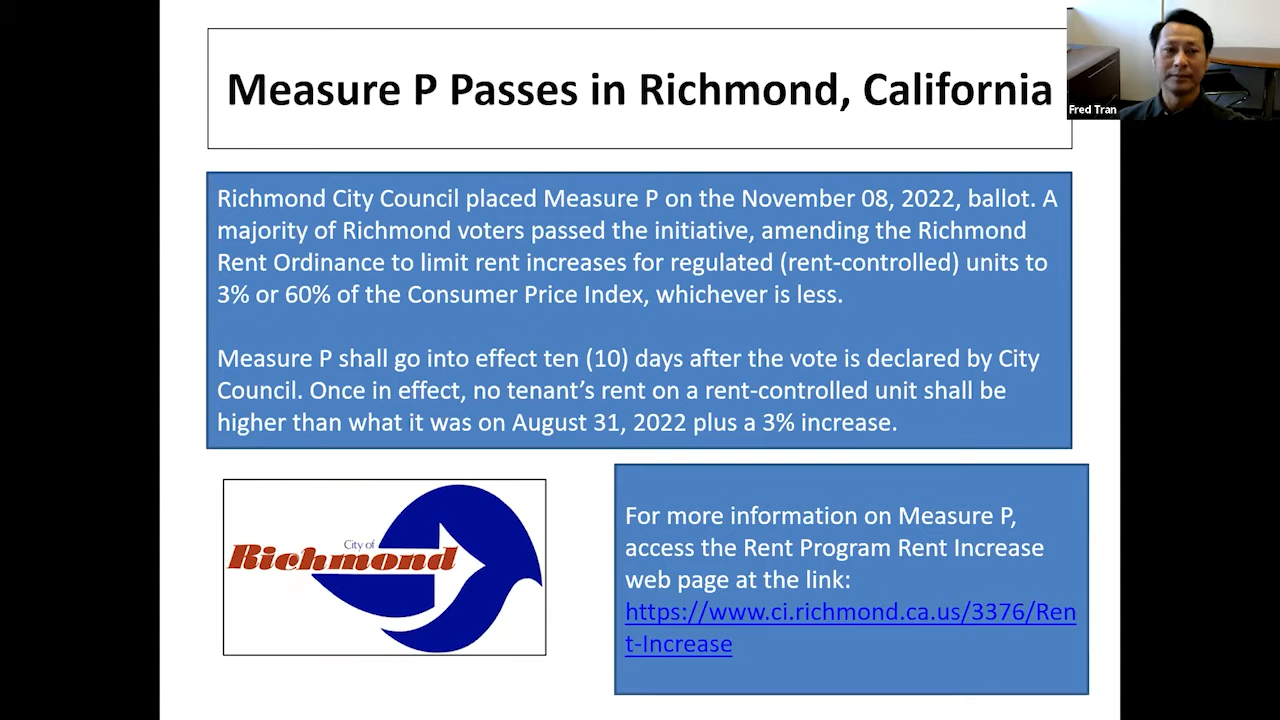 Measure P Passes in Richmond, California
Fred Tran
Richmond City Council placed Measure P on the November 08, 2022, ballot. A
majority of Richmond voters passed the initiative, amending the Richmond
Rent Ordinance to limit rent increases for regulated (rent-controlled) units to
3% or 60% of the Consumer Price Index, whichever is less.
Measure P shall go into effect ten (10) days after the vote is declared by City
Council. Once in effect, no tenant’s rent on a rent-controlled unit shall be
higher than what it was on August 31, 2022 plus a 3% increase.
City of
Richmond
For more information on Measure P,
access the Rent Program Rent Increase
web page at the link:
https://www.ci.richmond.ca.us/3376/Ren
t-Increase